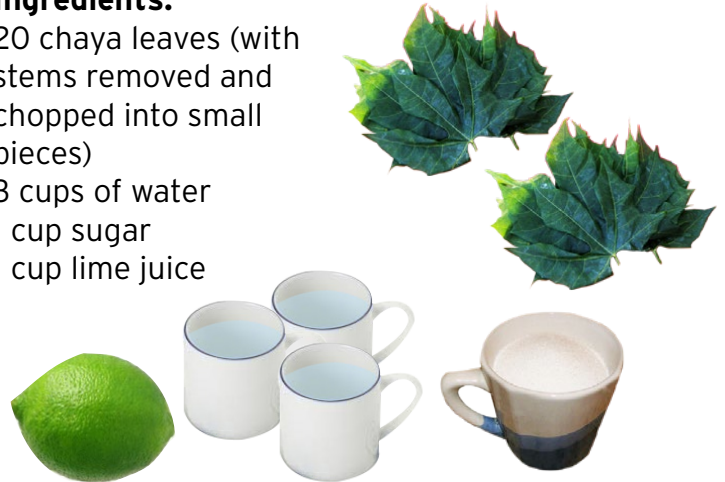 Ingredients:
20 chaya leaves (with
stems removed and
chopped into small
pieces)
3 cups of water
cup sugar
cup lime juice